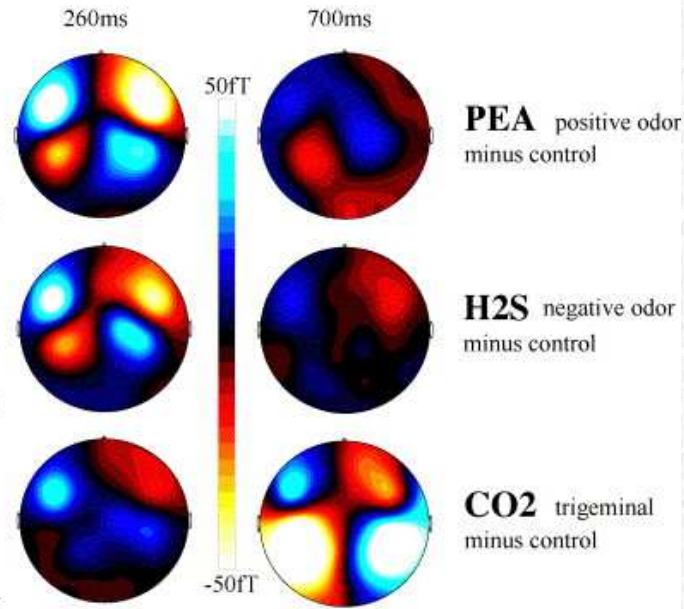 260ms
700ms
50fT
PEA positive odor
minus control
H2S negative odor
minus control
CO2 trigeminal
minus control
-50fT